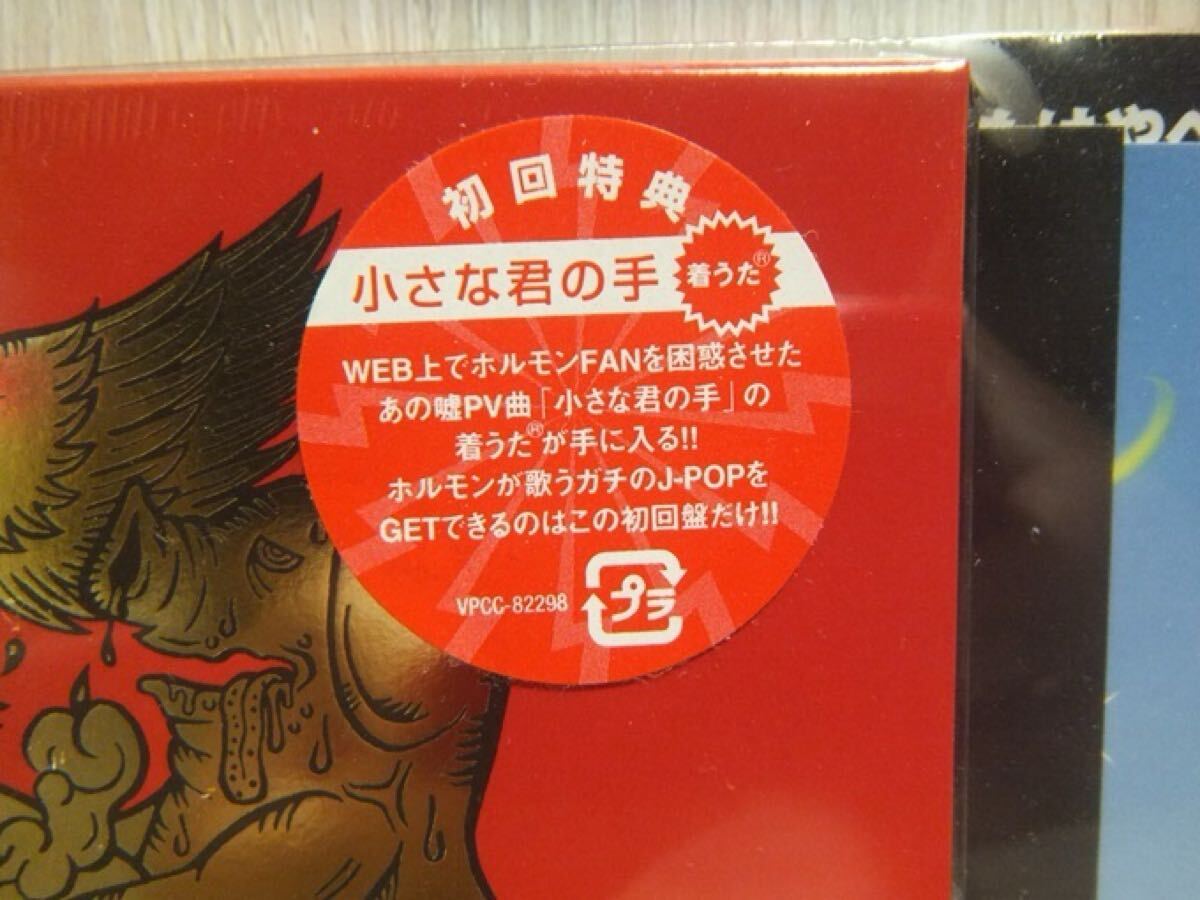 初回特典
小さな君の手 着うた®
WEB上でホルモンFANを困惑させた
あの嘘PV曲「小さな君の手」の
着うた®が手に入る!!
ホルモンが歌うガチのJ-POPを
GETできるのはこの初回盤だけ!!
VPCC-82298 プラ